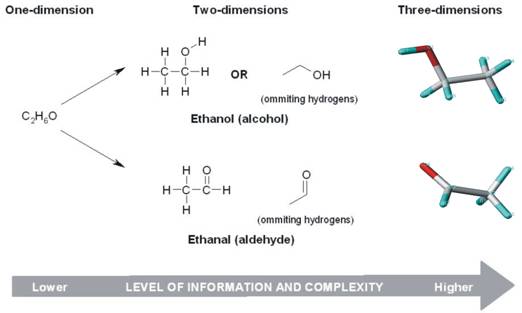 One-dimension Two-dimensions Three-dimensions
H
H O
H-C-C-H OR OH
H H
(ommiting hydrogens)
Ethanol (alcohol)
C₂H₆O
H O O
H-C-C-H
H
(ommiting hydrogens)
Ethanal (aldehyde)
Lower LEVEL OF INFORMATION AND COMPLEXITY Higher